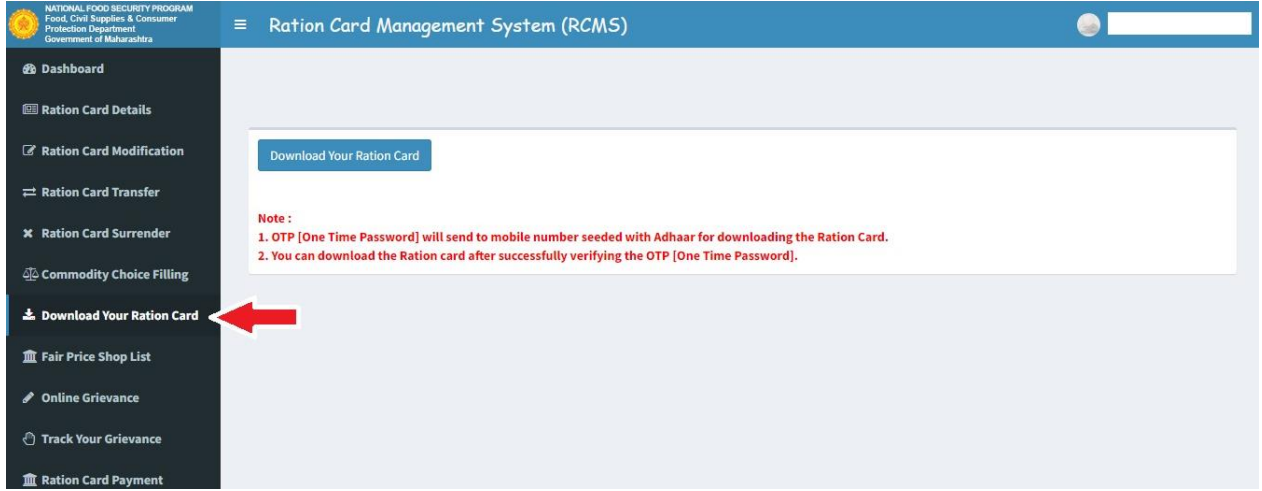 NATIONAL FOOD SECURITY PROGRAM
Food, Civil Supplies & Consumer
Protection Department
Government of Maharashtra
Ration Card Management System (RCMS)
Dashboard
Ration Card Details
Ration Card Modification
Ration Card Transfer
Ration Card Surrender
Commodity Choice Filling
Download Your Ration Card
Fair Price Shop List
Online Grievance
Track Your Grievance
Ration Card Payment
Download Your Ration Card
Note :
1. OTP [One Time Password] will send to mobile number seeded with Adhaar for downloading the Ration Card.
2. You can download the Ration card after successfully verifying the OTP [One Time Password].